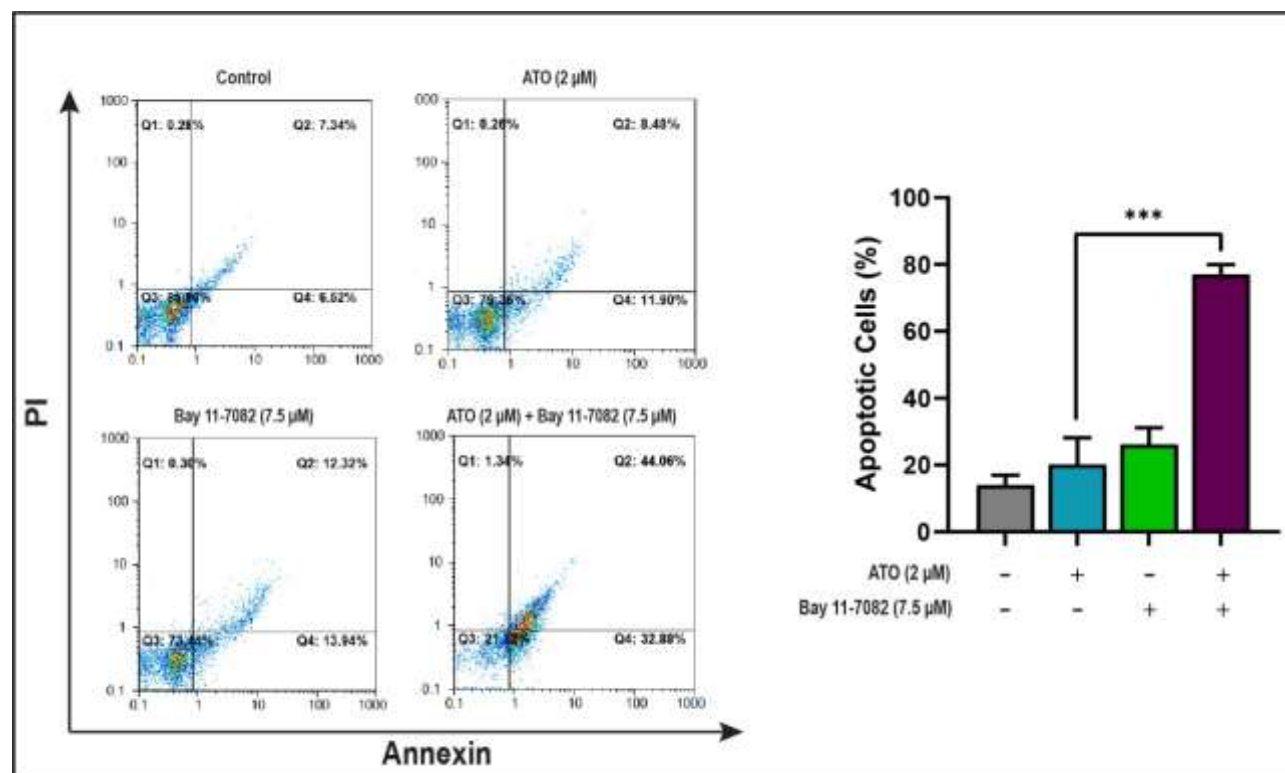 Control
1000
Q1: 0.28%
Q2: 7.34%
100
10
1
Q4: 6.52%
0.1
0.1 1 10 100 1000
ATO (2 µM)
000
Q1: 0.26%
Q2: 8.48%
100
10
1
Q3: 79.36%
Q4: 11.90%
0.1
0.1 1 10 100 1000
Bay 11-7082 (7.5 µM)
1000
Q1: 0.30%
Q2: 12.32%
100
10
1
Q3: 73.44%
Q4: 13.94%
0.1
0.1 1 10 100 1000
ATO (2 µM) + Bay 11-7082 (7.5 µM)
1000
Q1: 1.34%
Q2: 44.06%
100
10
1
Q4: 32.88%
0.1
0.1 1 10 100 1000
PI
Annexin
Apoptotic Cells (%)
100
80
60
40
20
0
***
ATO (2 µM) - + - +
Bay 11-7082 (7.5 µM) - - + +